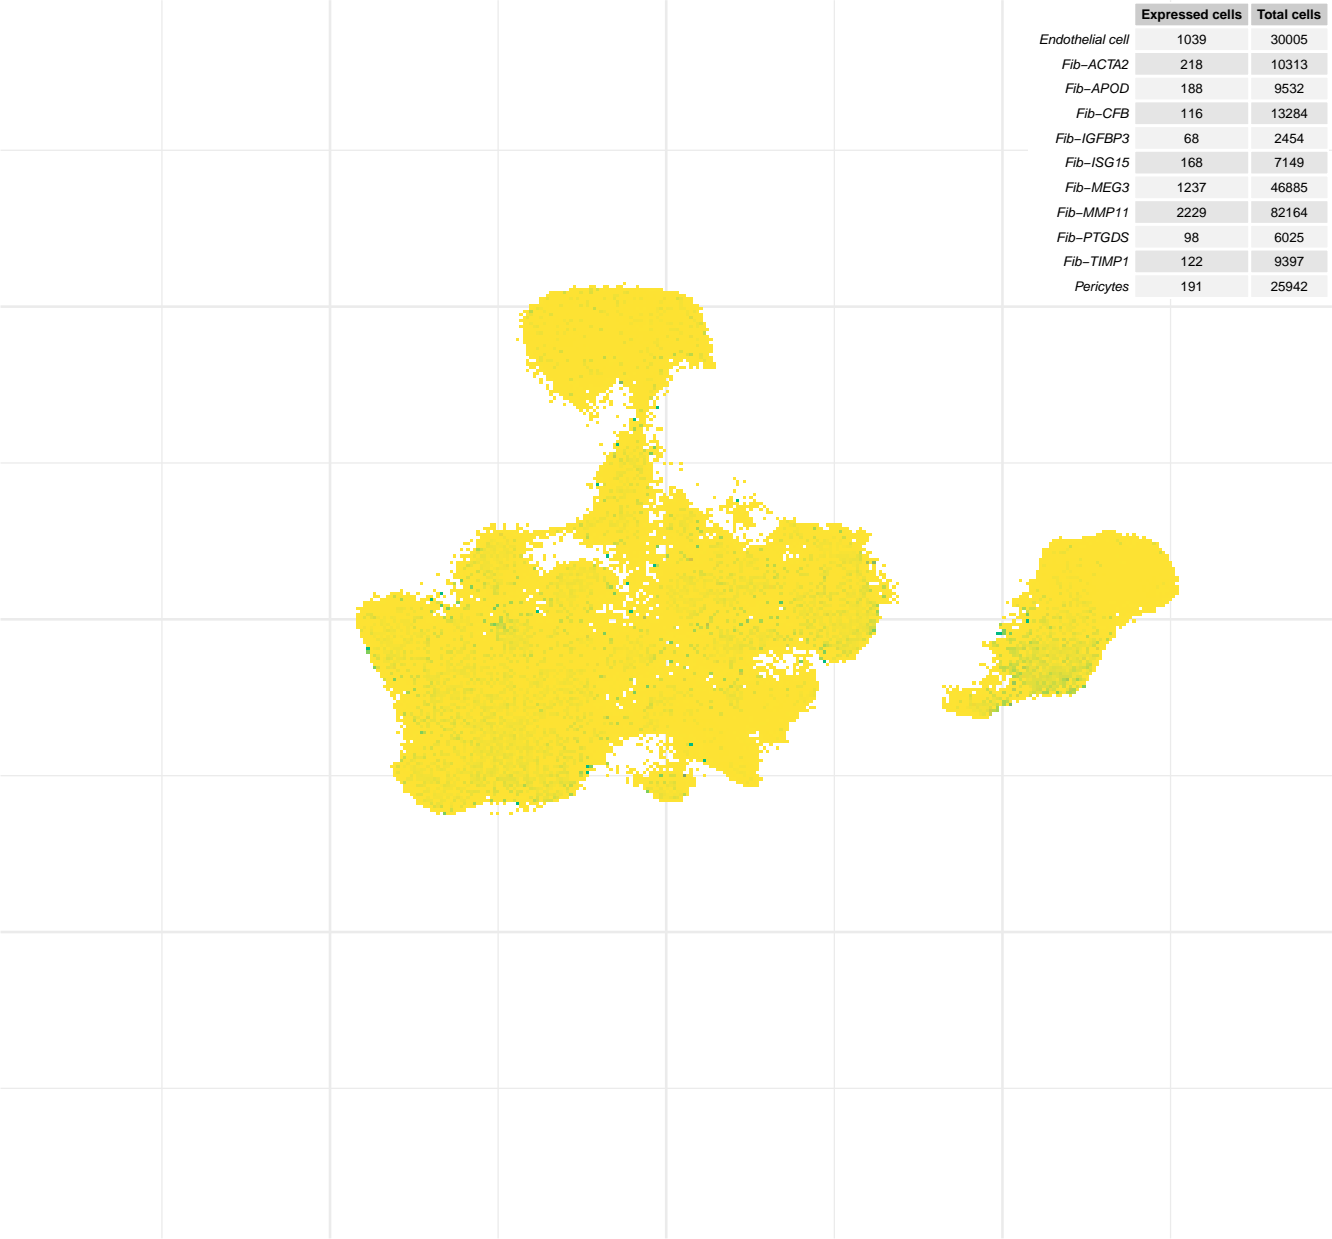 Expressed cells Total cells
Endothelial cell 1039 30005
Fib−ACTA2 218 10313
Fib−APOD 188 9532
Fib−CFB 116 13284
Fib−IGFBP3 68 2454
Fib−ISG15 168 7149
Fib−MEG3 1237 46885
Fib−MMP11 2229 82164
Fib−PTGDS 98 6025
Fib−TIMP1 122 9397
Pericytes 191 25942